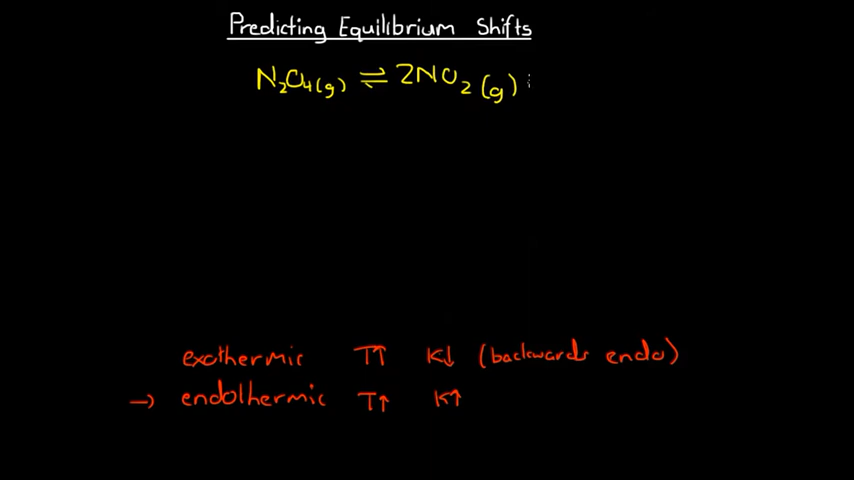 Predicting Equilibrium Shifts
N₂O₄(g) ⇌ 2NO₂(g)
exothermic T↑ K↓ (backwards endo)
→ endothermic T↑ K↑